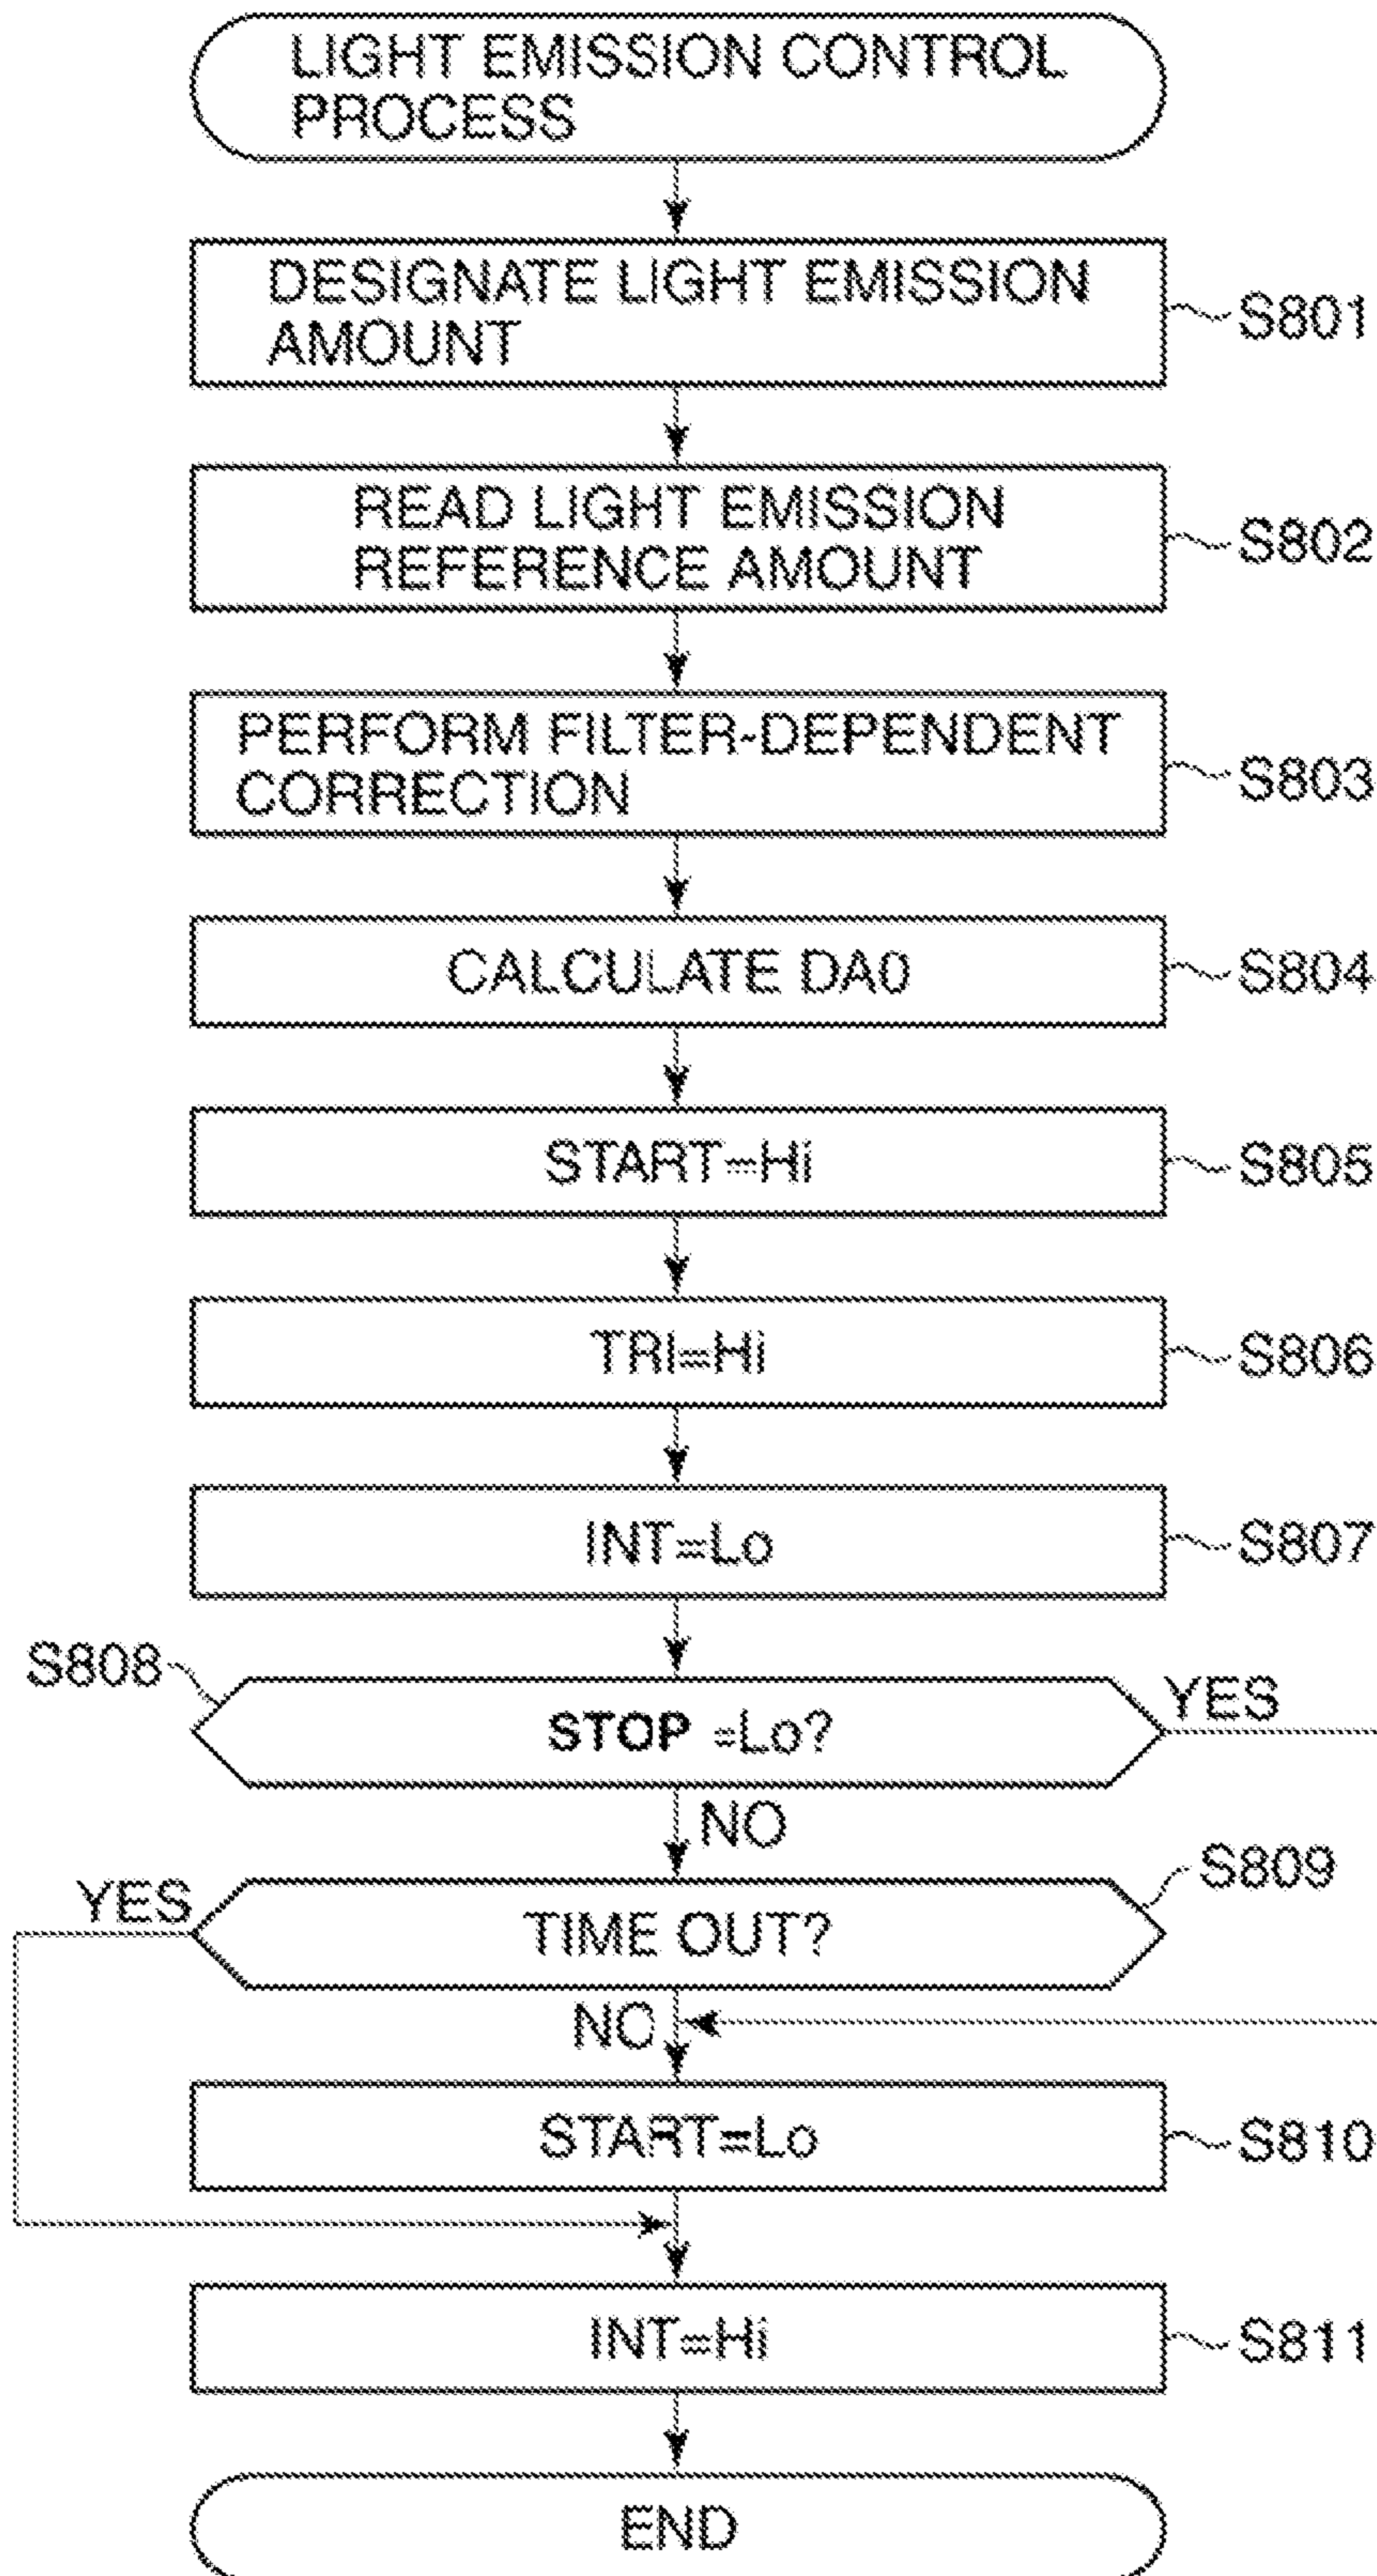 LIGHT EMISSION CONTROL
PROCESS
DESIGNATE LIGHT EMISSION
AMOUNT
S801
READ LIGHT EMISSION
REFERENCE AMOUNT
S802
PERFORM FILTER-DEPENDENT
CORRECTION
S803
CALCULATE DA0
S804
START=Hi
S805
TRI=Hi
S806
INT=Lo
S807
S808
STOP =Lo?
YES
NO
S809
YES
TIME OUT?
NO
START=Lo
S810
INT=Hi
S811
END